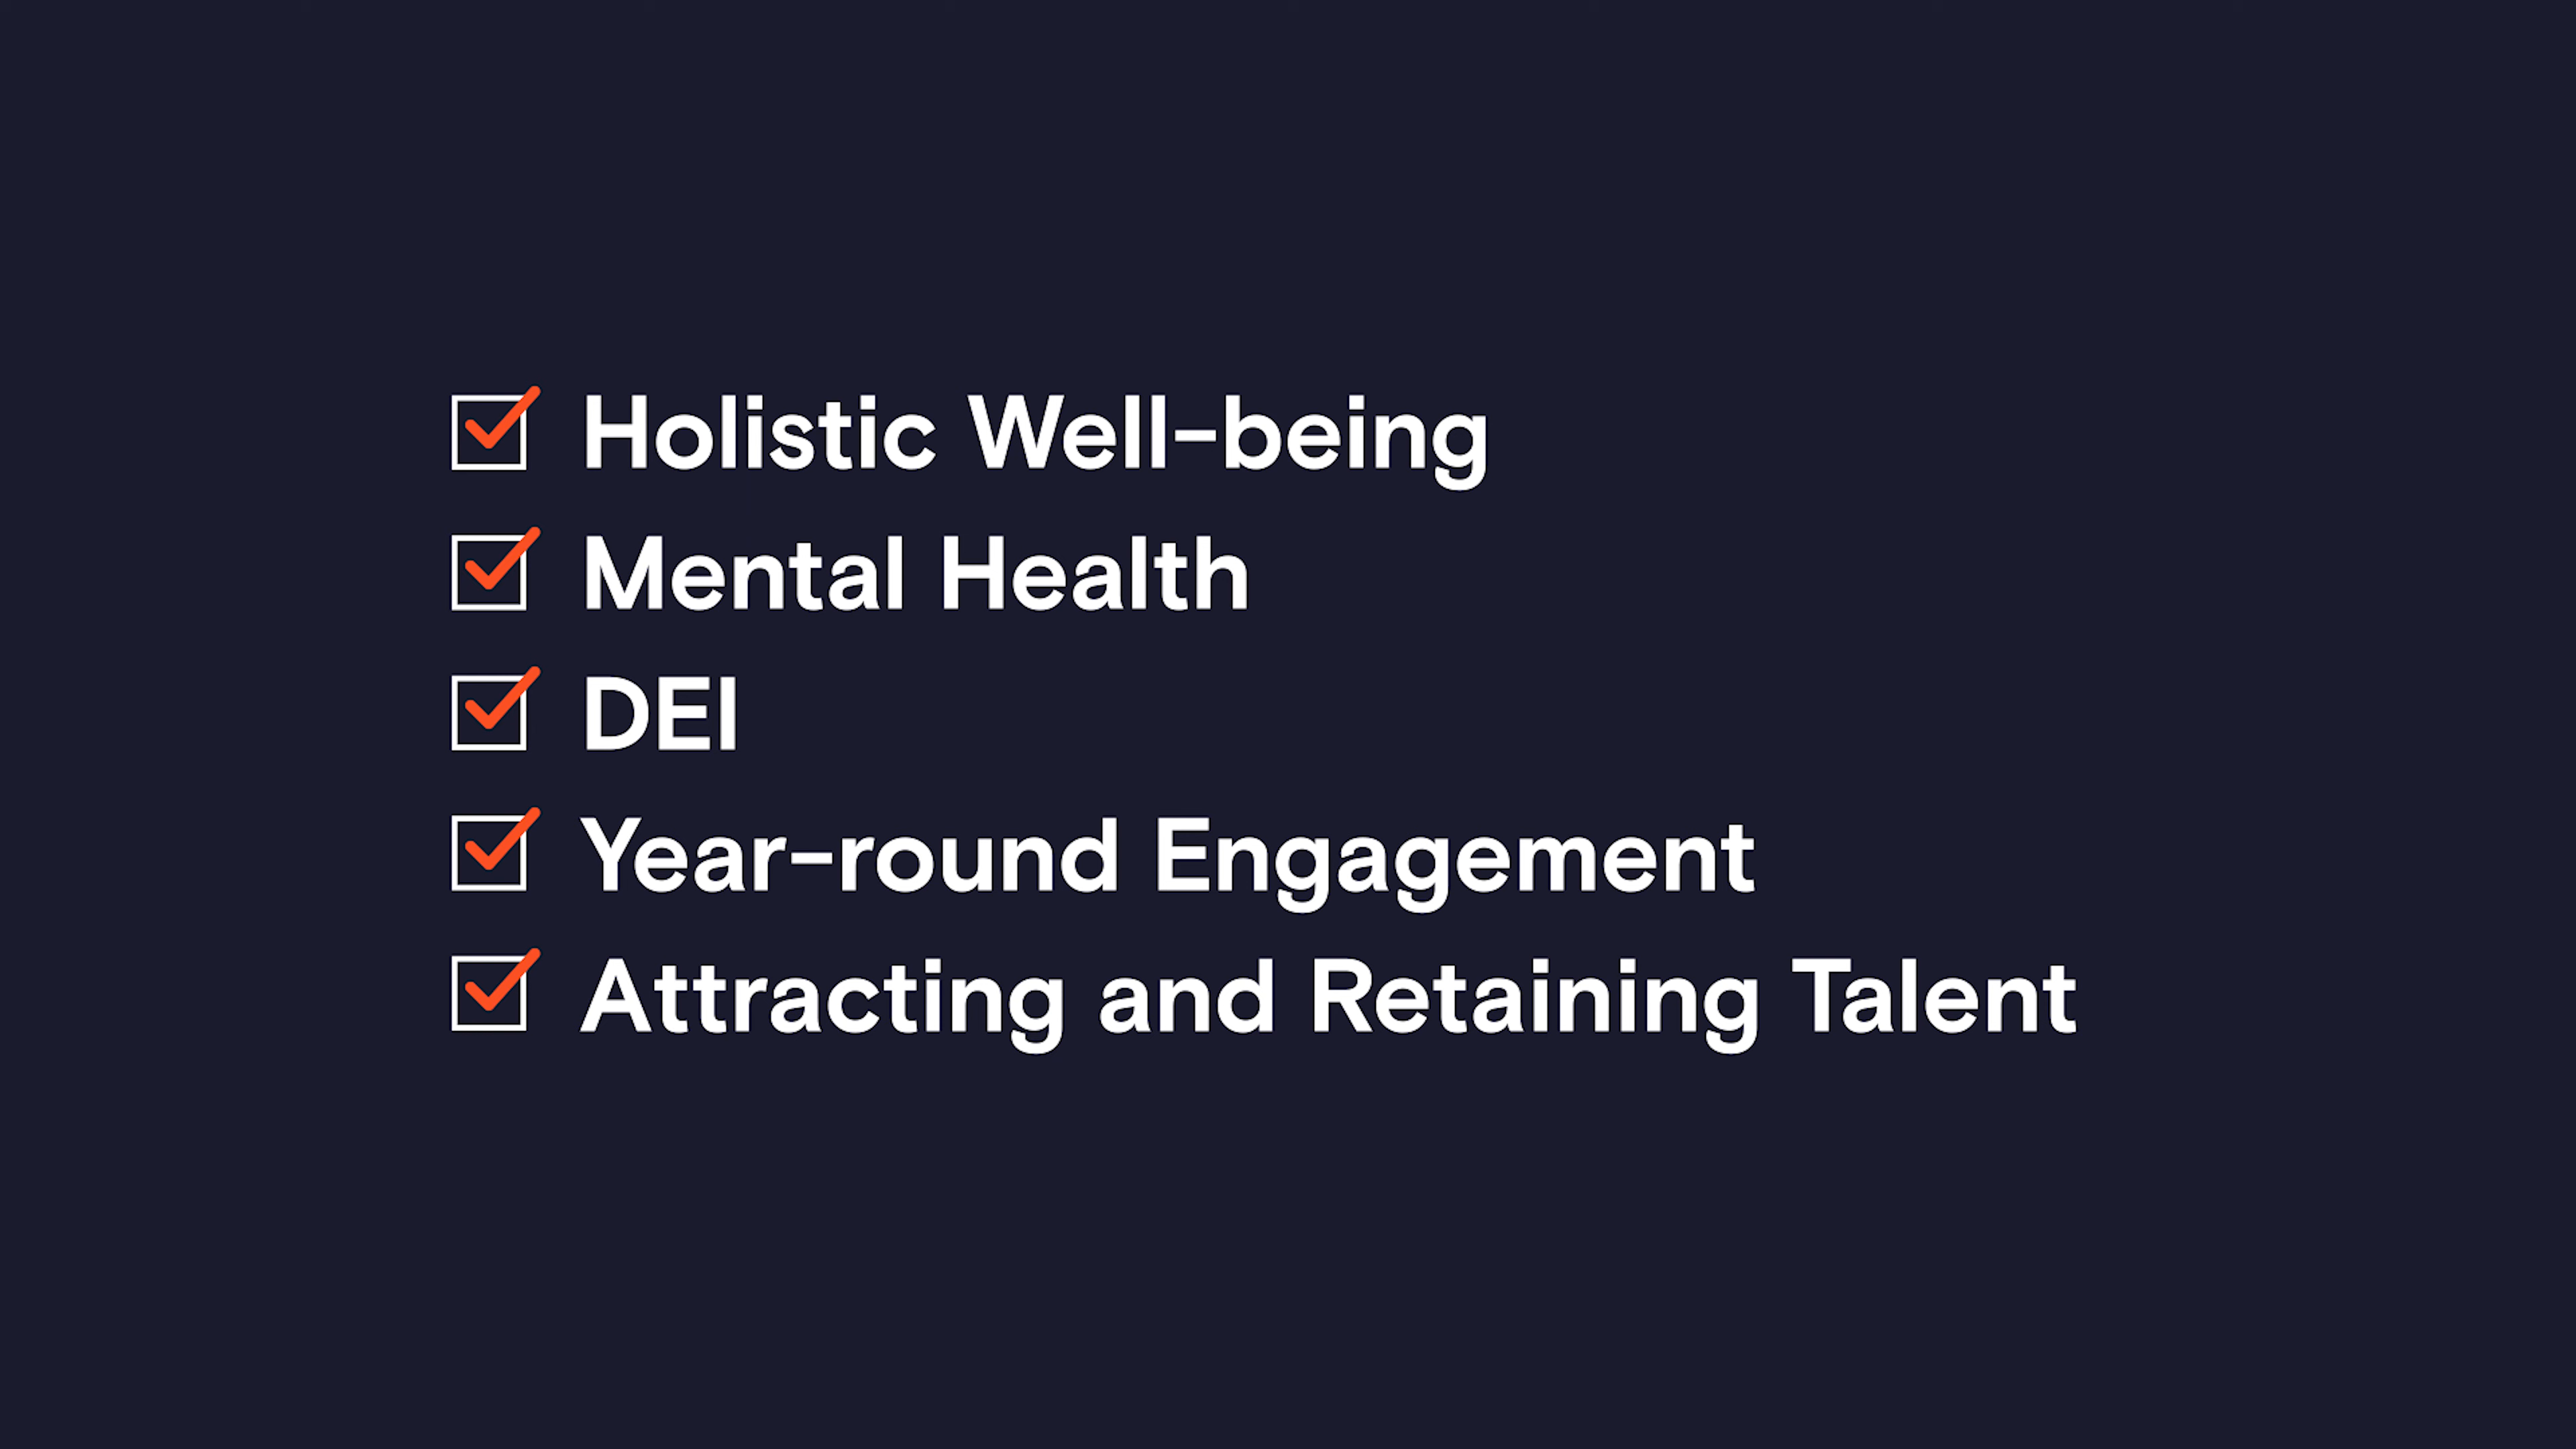 Holistic Well-being
Mental Health
DEI
Year-round Engagement
Attracting and Retaining Talent